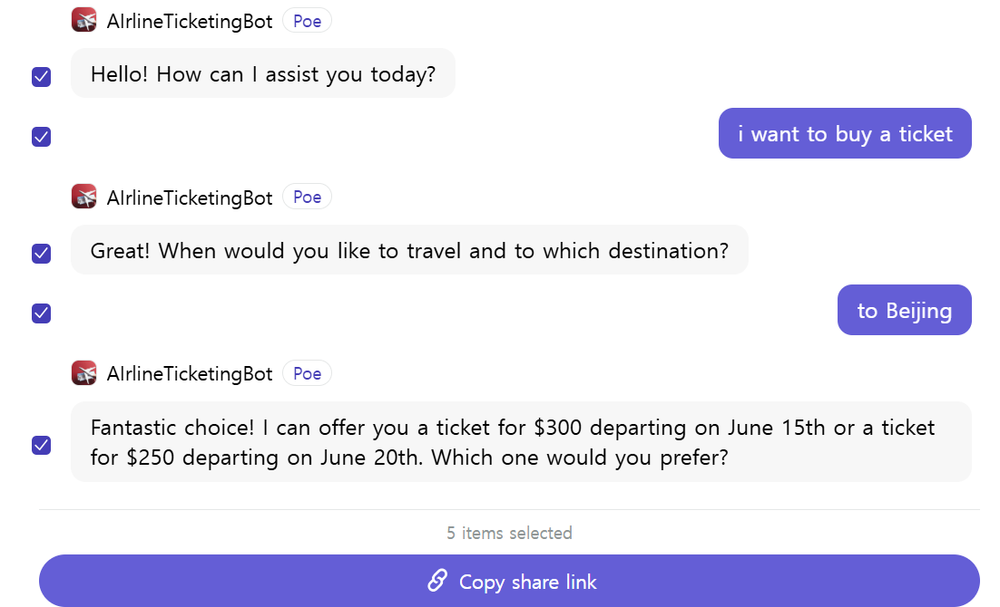 AIrlineTicketingBot Poe
Hello! How can I assist you today?
i want to buy a ticket
AIrlineTicketingBot Poe
Great! When would you like to travel and to which destination?
to Beijing
AIrlineTicketingBot Poe
Fantastic choice! I can offer you a ticket for $300 departing on June 15th or a ticket
for $250 departing on June 20th. Which one would you prefer?
5 items selected
Copy share link